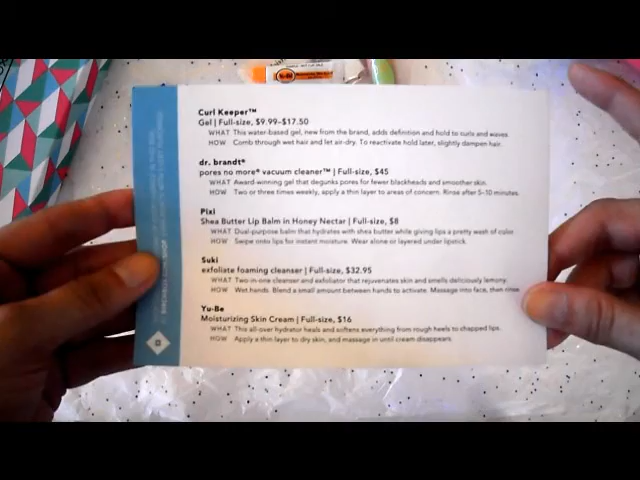 Curl Keeper™
Gel | Full-size, $9.99–$17.50
WHAT This water-based gel, new from the brand, adds definition and hold to curls and waves.
HOW Comb through wet hair and let air-dry. To reactivate hold later, slightly dampen hair.
dr. brandt®
pores no more® vacuum cleaner™ | Full-size, $45
WHAT Award-winning gel that degunks pores for fewer blackheads and smoother skin.
HOW Two or three times weekly, apply a thin layer to areas of concern. Rinse after 5–10 minutes.
Pixi
Shea Butter Lip Balm in Honey Nectar | Full-size, $8
WHAT Dual-purpose balm that hydrates with shea butter while giving lips a pretty wash of color.
HOW Swipe onto lips for instant moisture. Wear alone or layered under lipstick.
Suki
exfoliate foaming cleanser | Full-size, $32.95
WHAT Two-in-one cleanser and exfoliator that rejuvenates skin and smells deliciously lemony.
HOW Wet hands. Blend a small amount between hands to activate. Massage into face, then rinse.
Yu-Be
Moisturizing Skin Cream | Full-size, $16
WHAT This all-over hydrator heals and softens everything from rough heels to chapped lips.
HOW Apply a thin layer to dry skin, and massage in until cream disappears.